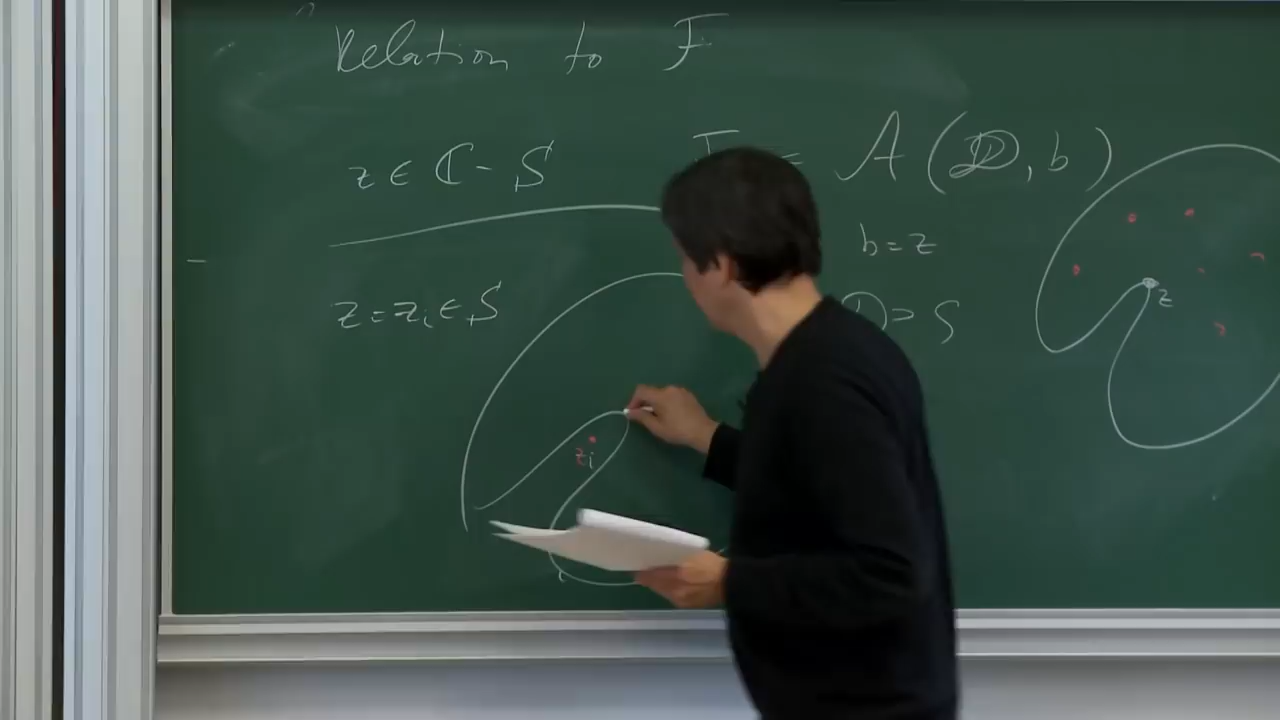 Relation to F
z ∈ ℂ - S
= A (𝔻, b)
b = z
z = z_i ∈ S
⊃ S
z
z_i